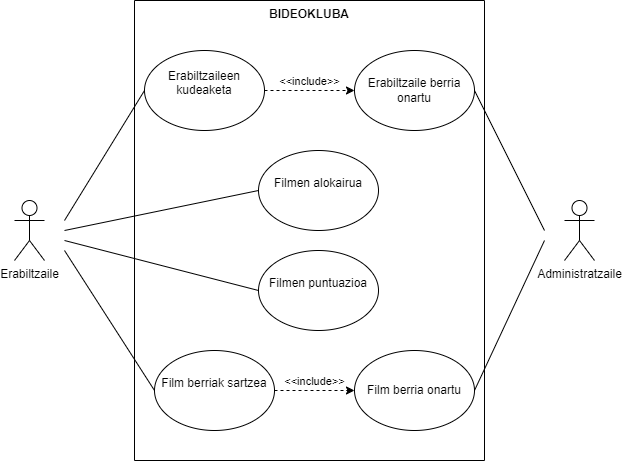 BIDEOKLUBA
Erabiltzaileen
kudeaketa
<<include>>
Erabiltzaile berria
onartu
Filmen alokairua
Erabiltzaile
Administratzaile
Filmen puntuazioa
Film berriak sartzea
<<include>>
Film berria onartu